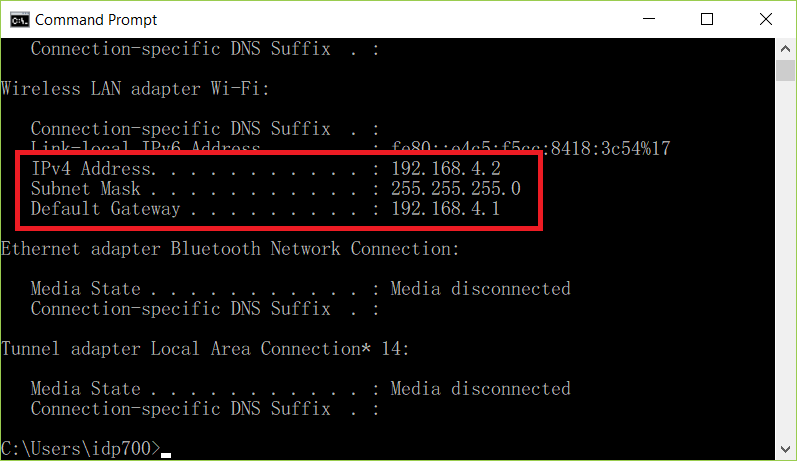 Command Prompt
Connection-specific DNS Suffix . :
Wireless LAN adapter Wi-Fi:
Connection-specific DNS Suffix . :
Link-local IPv6 Address . . . . . : fe80::e4c5:f5cc:8418:3c54%17
IPv4 Address. . . . . . . . . . . : 192.168.4.2
Subnet Mask . . . . . . . . . . . : 255.255.255.0
Default Gateway . . . . . . . . . : 192.168.4.1
Ethernet adapter Bluetooth Network Connection:
Media State . . . . . . . . . . . : Media disconnected
Connection-specific DNS Suffix . :
Tunnel adapter Local Area Connection* 14:
Media State . . . . . . . . . . . : Media disconnected
Connection-specific DNS Suffix . :
C:\Users\idp700>